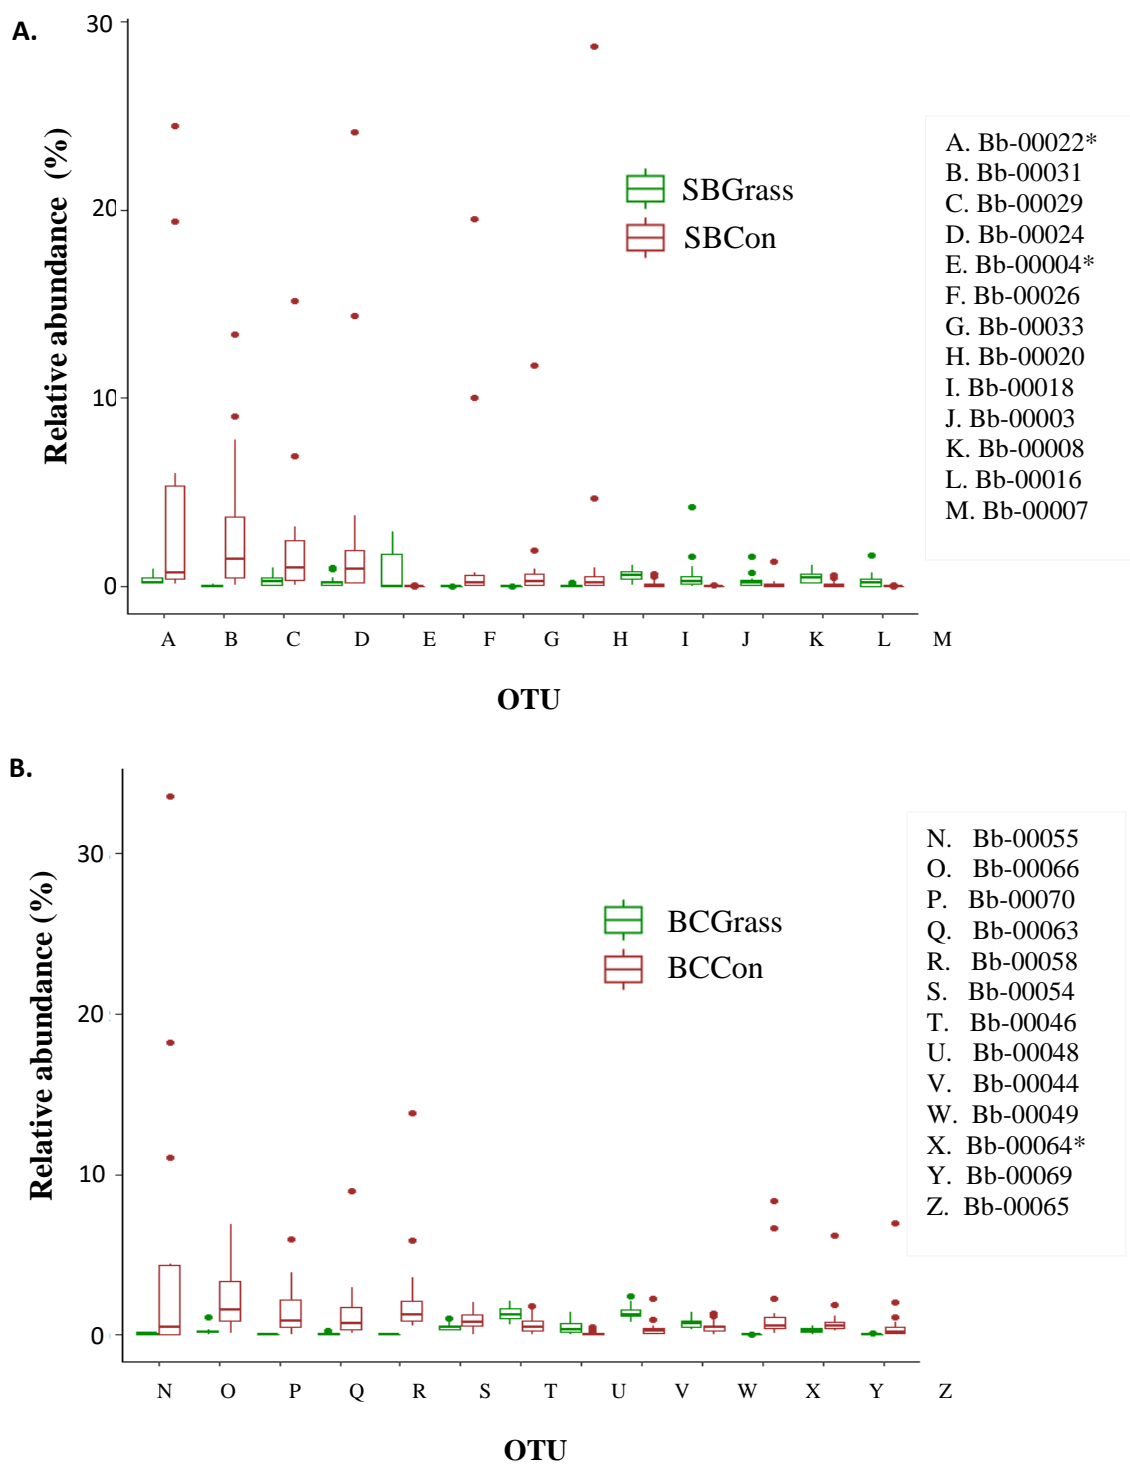 A.
30
20
10
0
Relative abundance (%)
SBGrass
SBCon
A. Bb-00022*
B. Bb-00031
C. Bb-00029
D. Bb-00024
E. Bb-00004*
F. Bb-00026
G. Bb-00033
H. Bb-00020
I. Bb-00018
J. Bb-00003
K. Bb-00008
L. Bb-00016
M. Bb-00007
A B C D E F G H I J K L M
OTU
B.
30
20
10
0
Relative abundance (%)
BCGrass
BCCon
N. Bb-00055
O. Bb-00066
P. Bb-00070
Q. Bb-00063
R. Bb-00058
S. Bb-00054
T. Bb-00046
U. Bb-00048
V. Bb-00044
W. Bb-00049
X. Bb-00064*
Y. Bb-00069
Z. Bb-00065
N O P Q R S T U V W X Y Z
OTU